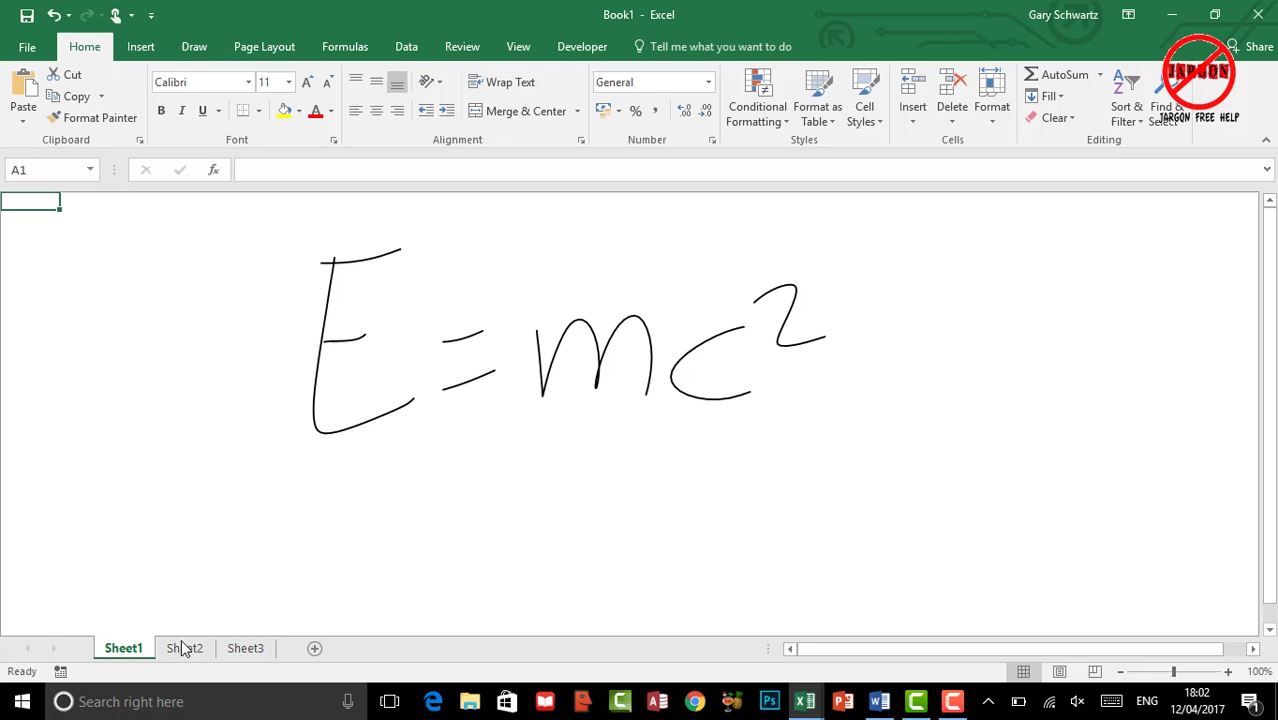 Book1 - Excel
Gary Schwartz
File Home Insert Draw Page Layout Formulas Data Review View Developer Tell me what you want to do Share
JARGON
JARGON FREE HELP
Paste
Cut
Copy
Format Painter
Clipboard
Calibri 11
B I U
Font
Wrap Text
Merge & Center
Alignment
General
%
Number
Conditional Formatting
Format as Table
Cell Styles
Styles
Insert
Delete
Format
Cells
AutoSum
Fill
Clear
Sort & Filter
Find & Select
Editing
A1
fx
E = mc²
Sheet1 Sheet2 Sheet3
Ready
100%
Search right here
ENG
18:02
12/04/2017